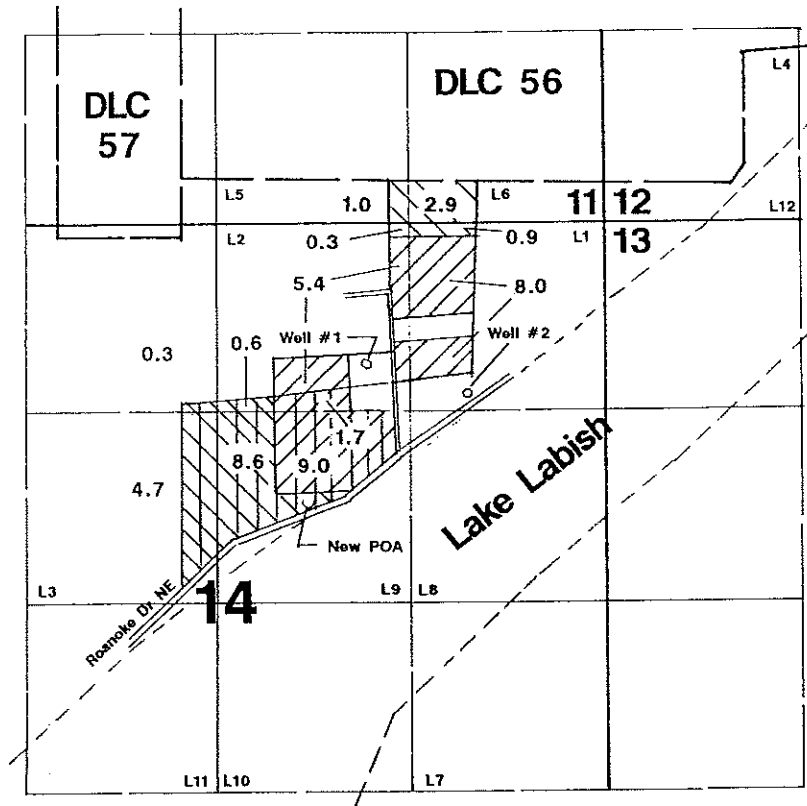 DLC 56
L4
DLC
57
L5
1.0
2.9
L6
11
12
L12
L2
0.3
0.9
L1
13
5.4
8.0
Well #1
Well #2
0.3
0.6
1.7
8.6
9.0
4.7
Lake Labish
New POA
L3
14
L9
L8
Roanoke Dr NE
L11
L10
L7